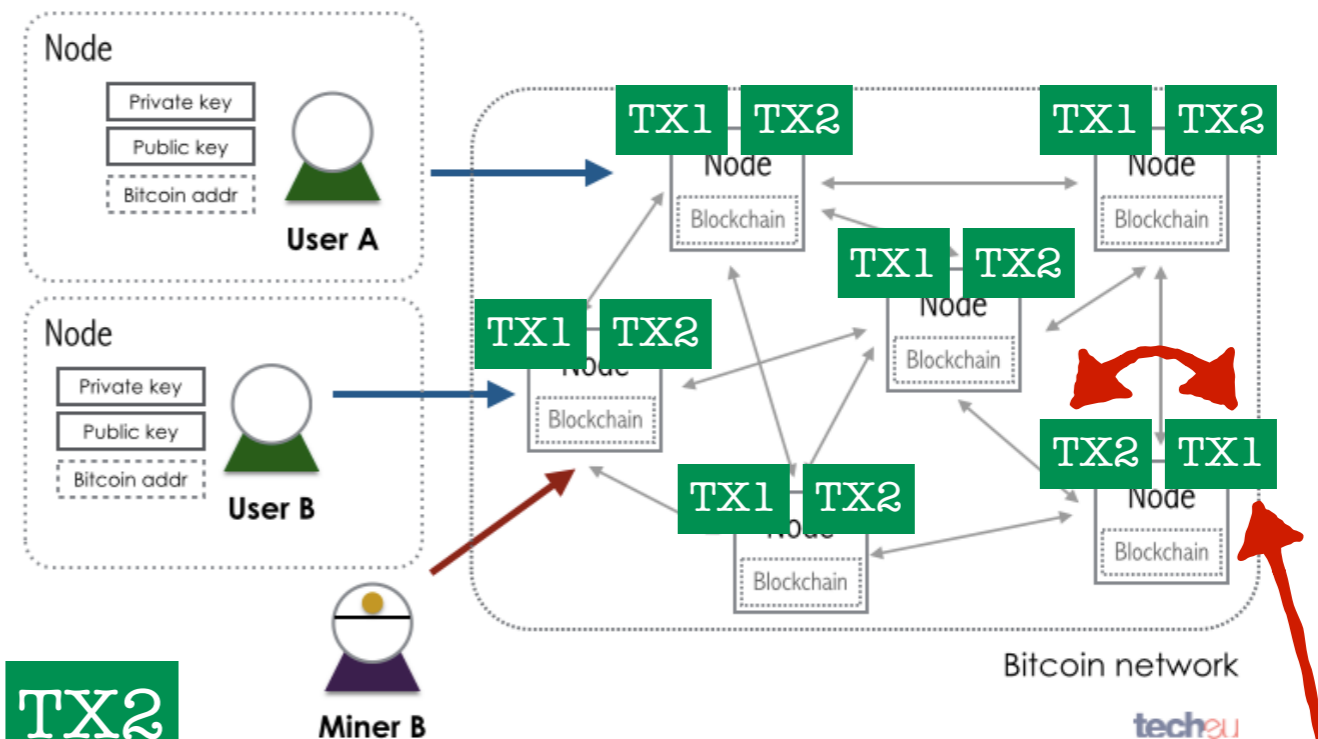 Node
Private key
Public key
Bitcoin addr
User A
Node
Private key
Public key
Bitcoin addr
User B
Miner B
TX2
TX1 TX2
Node
Blockchain
TX1 TX2
Node
Blockchain
TX1 TX2
Node
Blockchain
TX1 TX2
Node
Blockchain
TX2 TX1
Node
Blockchain
TX1 TX2
Node
Blockchain
Bitcoin network
techeu